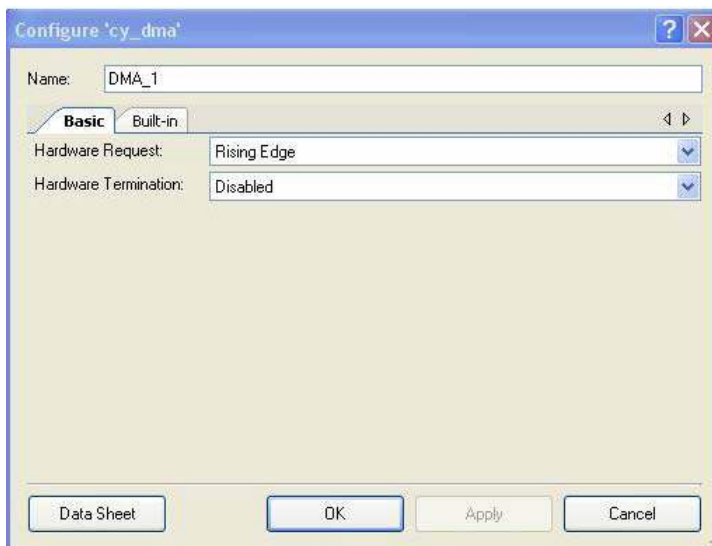 Configure 'cy_dma'
Name: DMA_1
Basic Built-in
Hardware Request: Rising Edge
Hardware Termination: Disabled
Data Sheet OK Apply Cancel